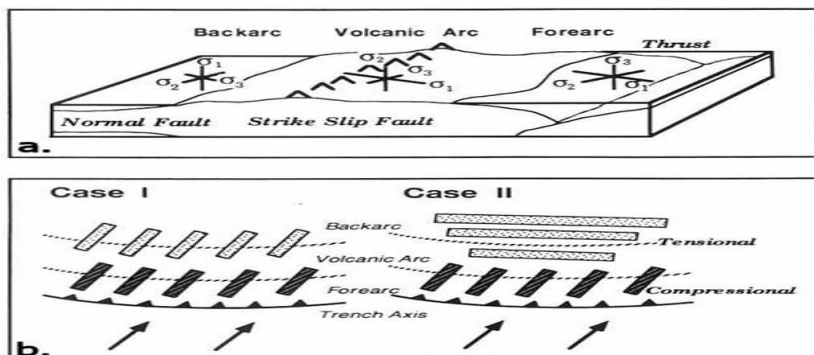 Backarc Volcanic Arc Forearc
Thrust
σ1
σ2 σ3
σ2
σ3
σ1
σ3
σ2 σ1
Normal Fault Strike Slip Fault
a.
Case I Case II
Backarc
Tensional
Volcanic Arc
Forearc
Compressional
Trench Axis
b.